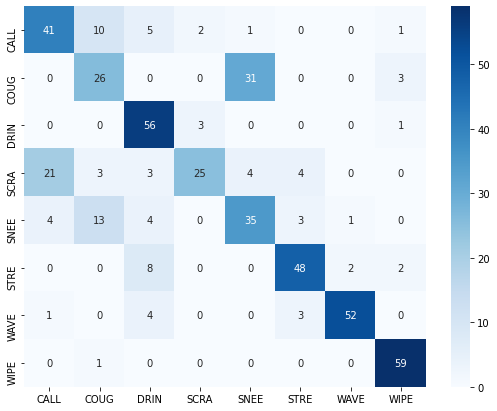 CALL 41 10 5 2 1 0 0 1
COUG 0 26 0 0 31 0 0 3
DRIN 0 0 56 3 0 0 0 1
SCRA 21 3 3 25 4 4 0 0
SNEE 4 13 4 0 35 3 1 0
STRE 0 0 8 0 0 48 2 2
WAVE 1 0 4 0 0 3 52 0
WIPE 0 1 0 0 0 0 0 59
CALL COUG DRIN SCRA SNEE STRE WAVE WIPE
50
40
30
20
10
0